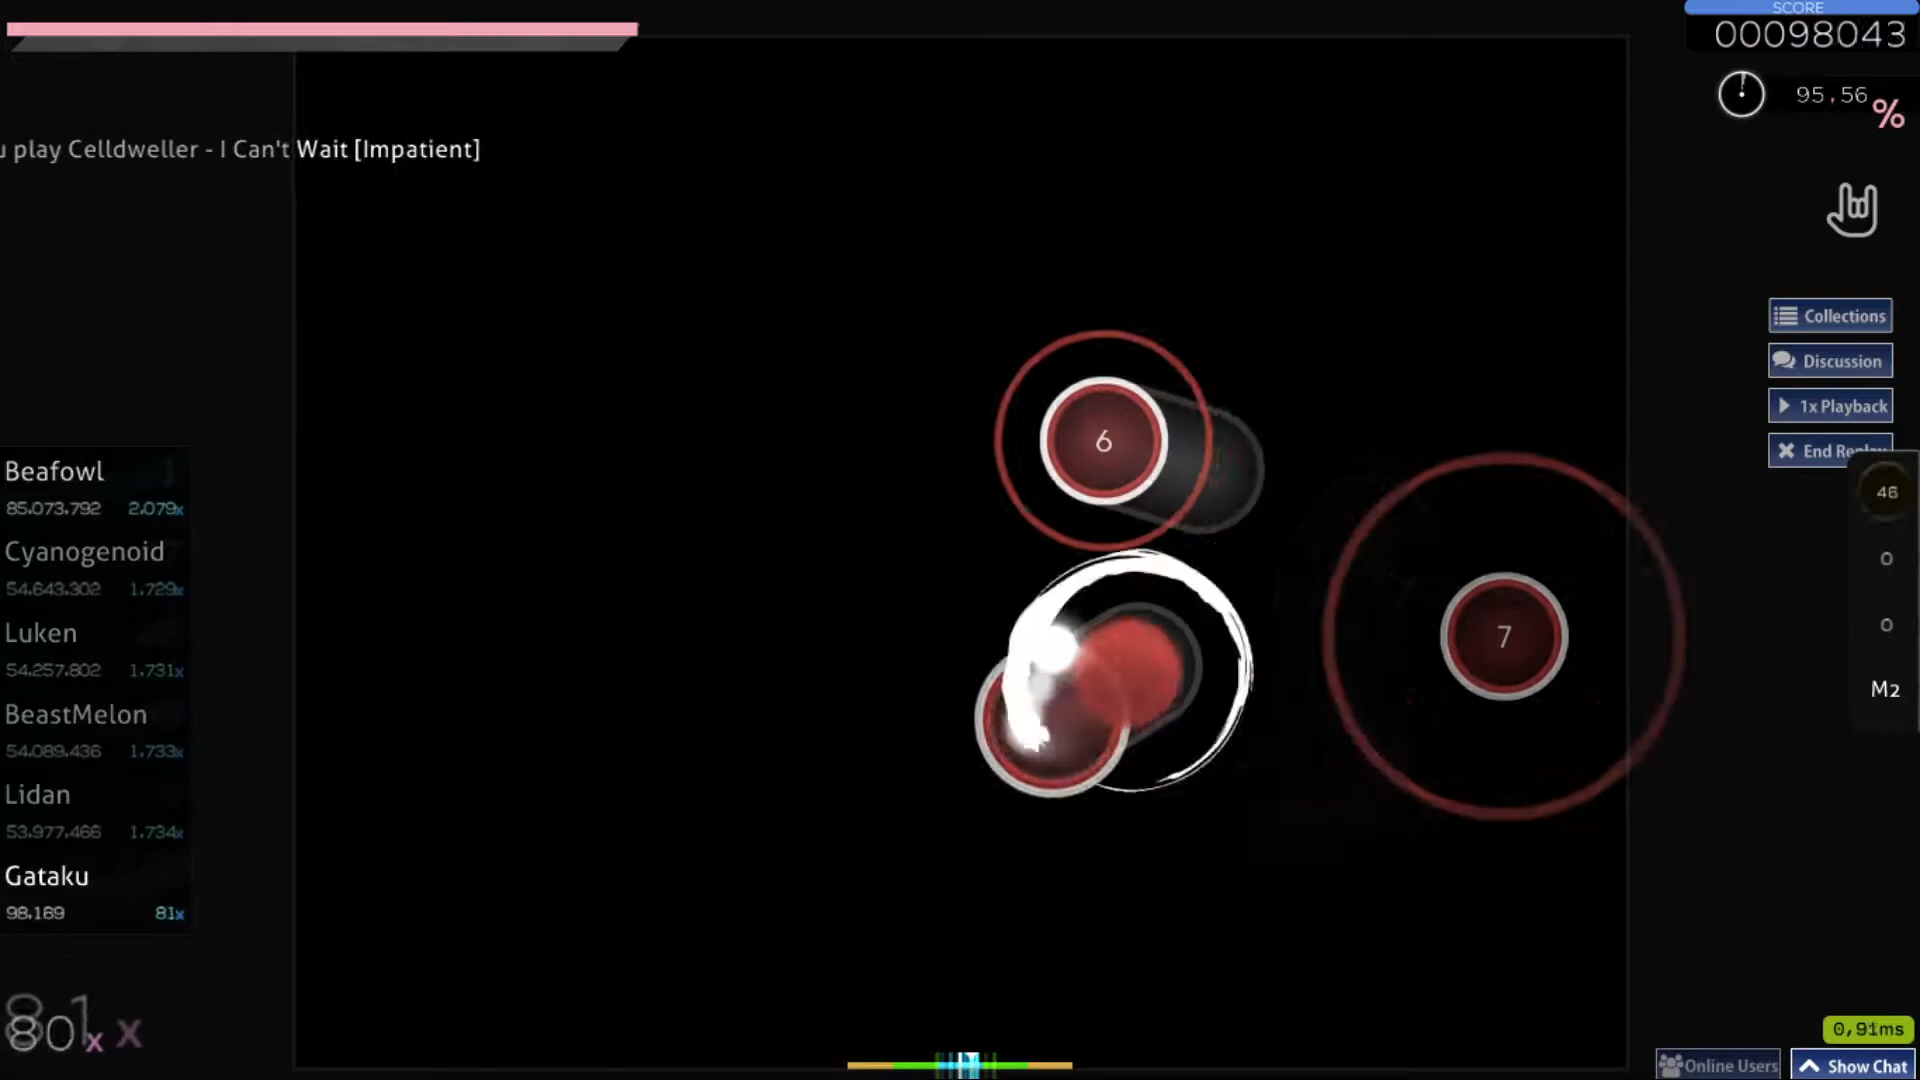 SCORE
00098043
95,56 %
u play Celldweller - I Can't Wait [Impatient]
Collections
Discussion
1x Playback
End Replay
6
7
46
0
0
M2
Beafowl
85.073.792 2.079x
Cyanogenoid
54.643.302 1.729x
Luken
54.257.802 1.731x
BeastMelon
54.089.436 1.733x
Lidan
53.977.466 1.734x
Gataku
98.169 81x
80x
0,91ms
Online Users
Show Chat